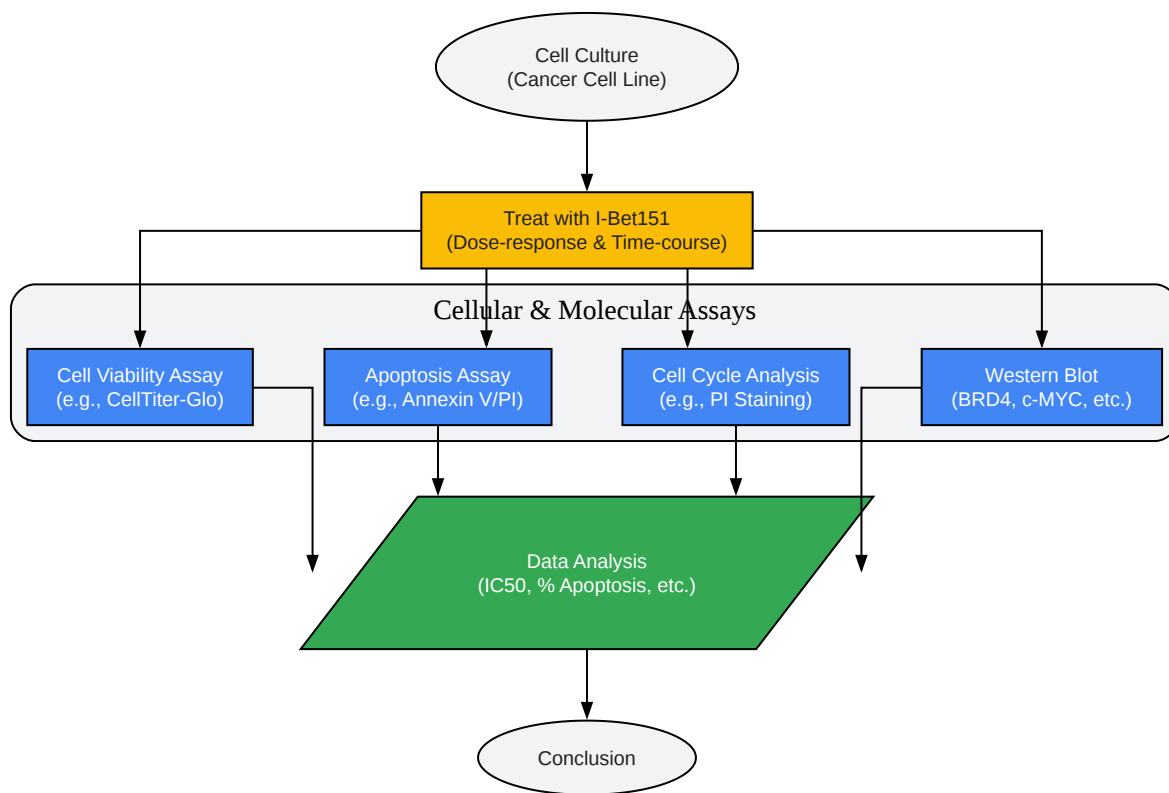 Cell Culture
(Cancer Cell Line)
Treat with I-Bet151
(Dose-response & Time-course)
Cellular & Molecular Assays
Cell Viability Assay
(e.g., CellTiter-Glo)
Apoptosis Assay
(e.g., Annexin V/PI)
Cell Cycle Analysis
(e.g., PI Staining)
Western Blot
(BRD4, c-MYC, etc.)
Data Analysis
(IC50, % Apoptosis, etc.)
Conclusion